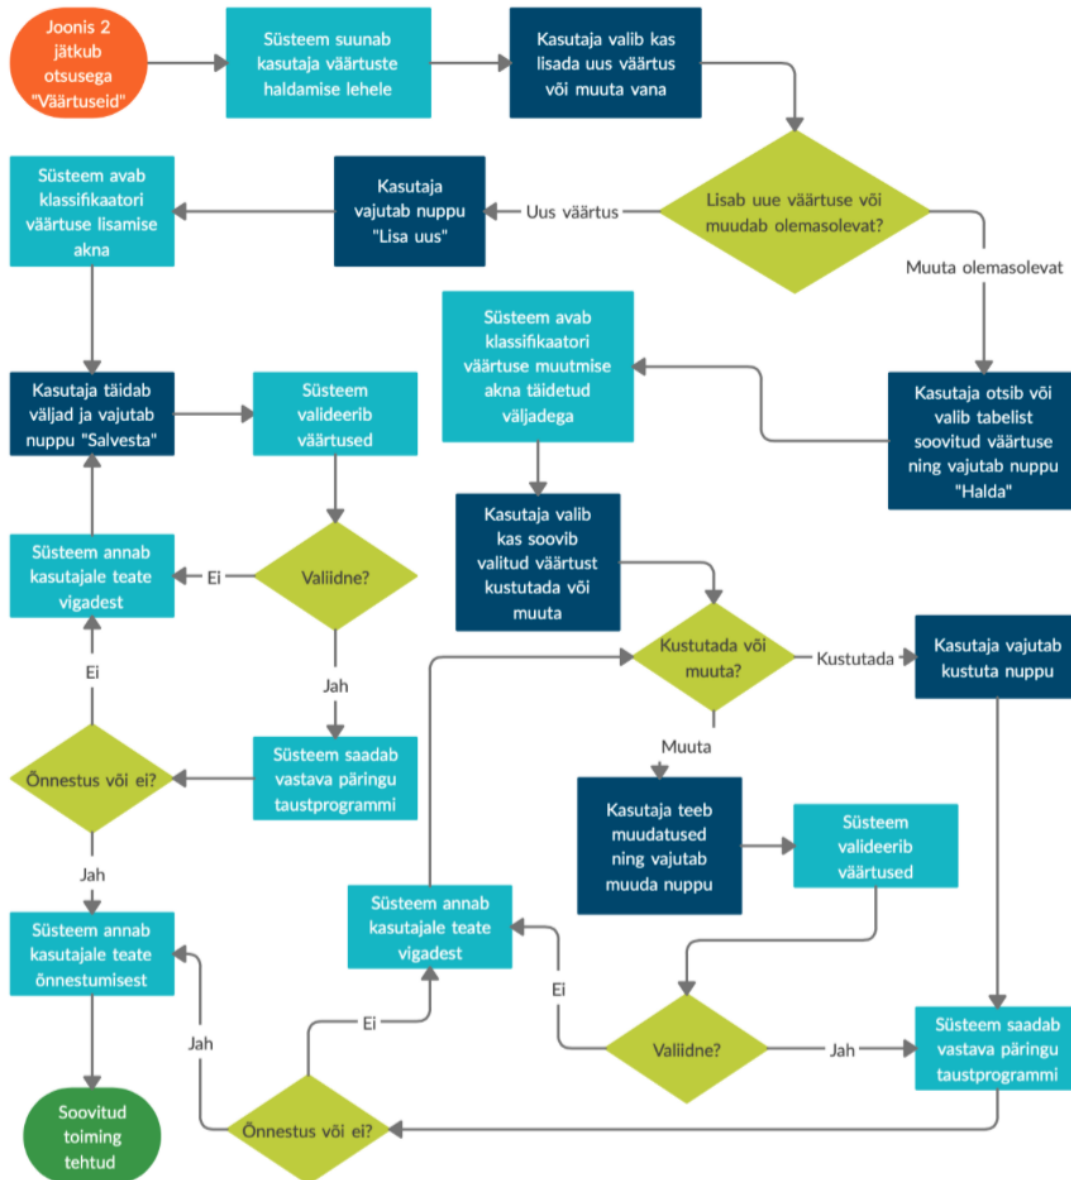 Joonis 2
jätkub
otsusega
"Väärtuseid"
Süsteem suunab
kasutaja väärtuste
haldamise lehele
Kasutaja valib kas
lisada uus väärtus
või muuta vana
Lisab uue väärtuse või
muudab olemasolevat?
Uus väärtus
Kasutaja
vajutab nuppu
"Lisa uus"
Süsteem avab
klassifikaatori
väärtuse lisamise
akna
Muuta olemasolevat
Süsteem avab
klassifikaatori
väärtuse muutmise
akna täidetud
väljadega
Kasutaja otsib või
valib tabelist
soovitud väärtuse
ning vajutab nuppu
"Halda"
Kasutaja täidab
väljad ja vajutab
nuppu "Salvesta"
Süsteem
valideerib
väärtused
Kasutaja valib
kas soovib
valitud väärtust
kustutada või
muuta
Süsteem annab
kasutajale teate
vigadest
Ei
Valiidne?
Kustutada või
muuta?
Kustutada
Kasutaja vajutab
kustuta nuppu
Ei
Jah
Muuta
Õnnestus või ei?
Süsteem saadab
vastava päringu
taustprogrammi
Kasutaja teeb
muudatused
ning vajutab
muuda nuppu
Süsteem
valideerib
väärtused
Jah
Süsteem annab
kasutajale teate
õnnestumisest
Süsteem annab
kasutajale teate
vigadest
Ei
Ei
Jah
Valiidne?
Jah
Süsteem saadab
vastava päringu
taustprogrammi
Soovitud
toiming
tehtud
Õnnestus või ei?